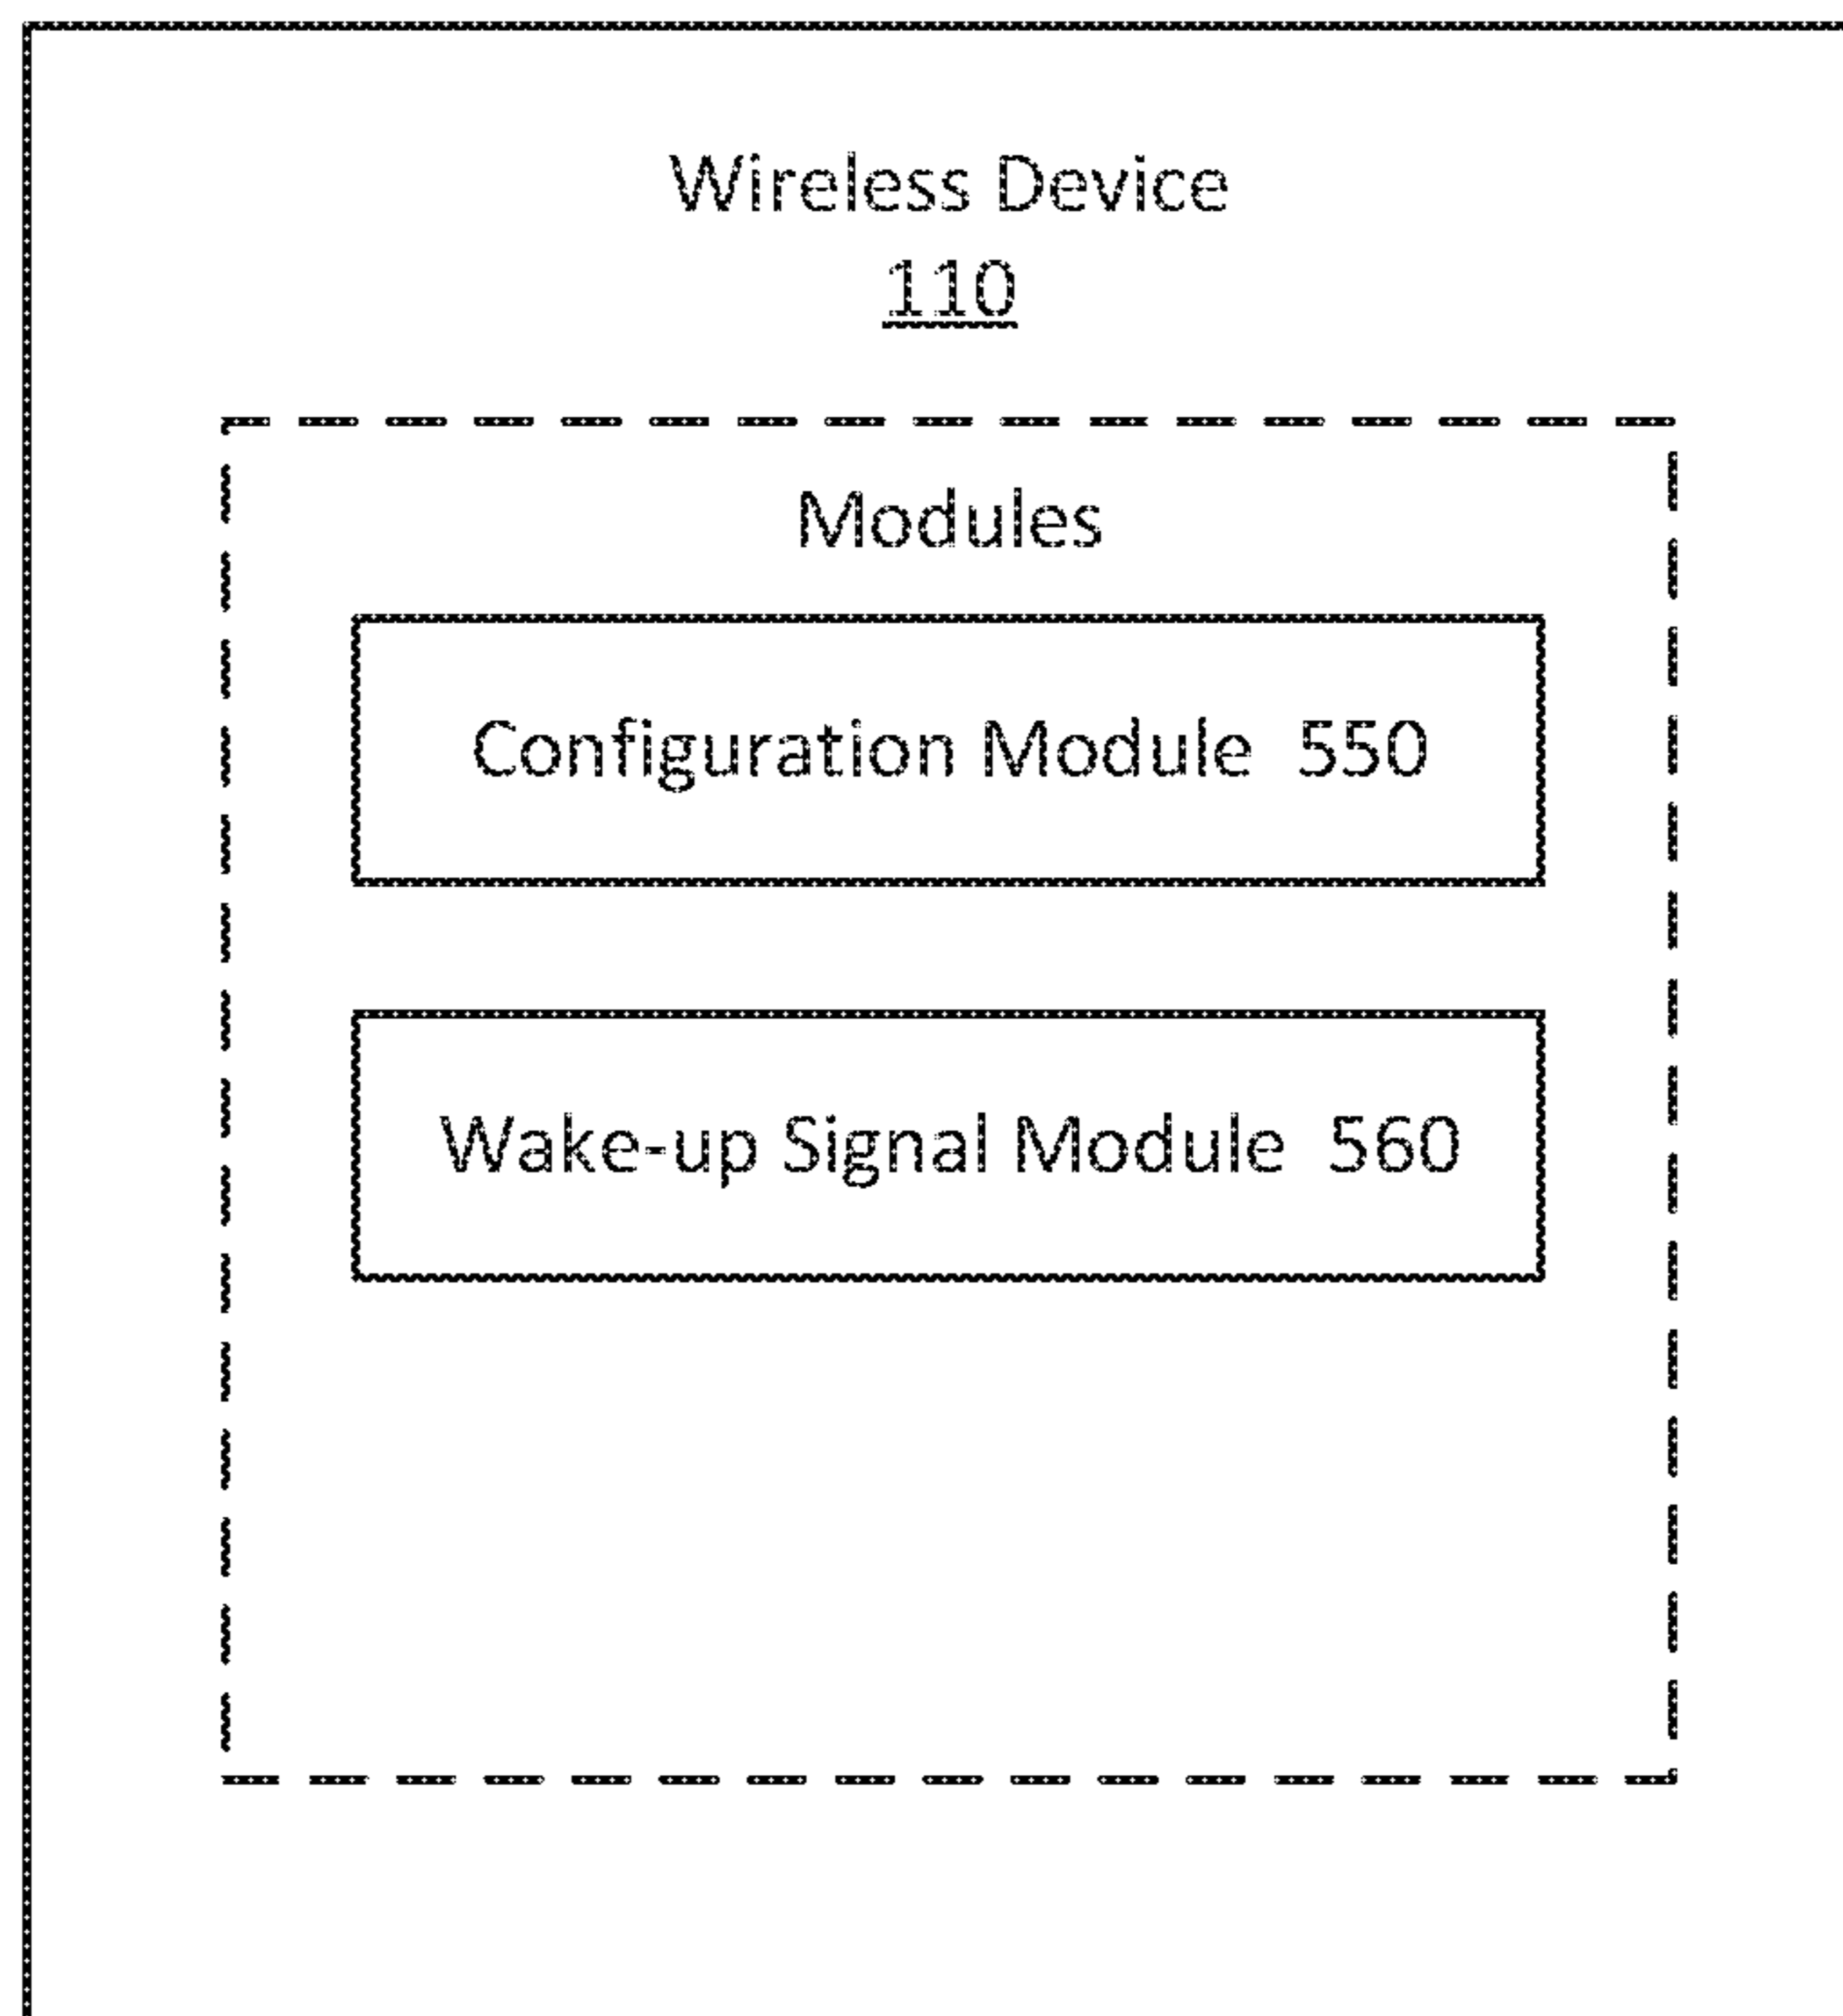 Wireless Device
110
Modules
Configuration Module 550
Wake-up Signal Module 560